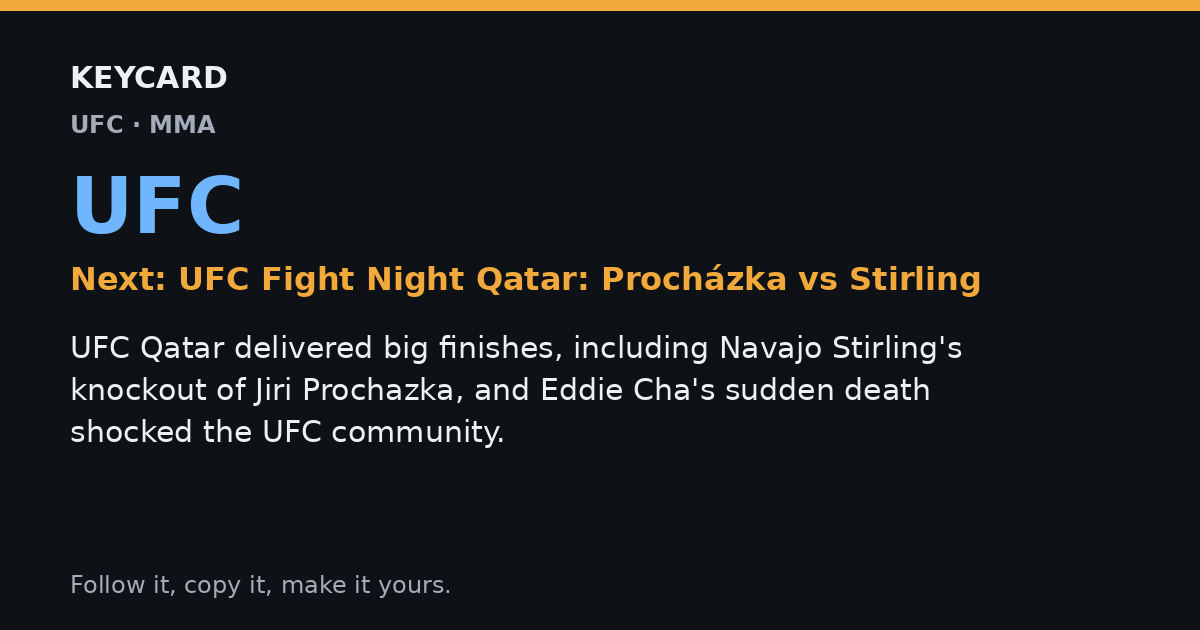 KEYCARD
UFC · MMA
UFC
Next: UFC Fight Night Qatar: Procházka vs Stirling
UFC Qatar delivered big finishes, including Navajo Stirling's
knockout of Jiri Prochazka, and Eddie Cha's sudden death
shocked the UFC community.
Follow it, copy it, make it yours.